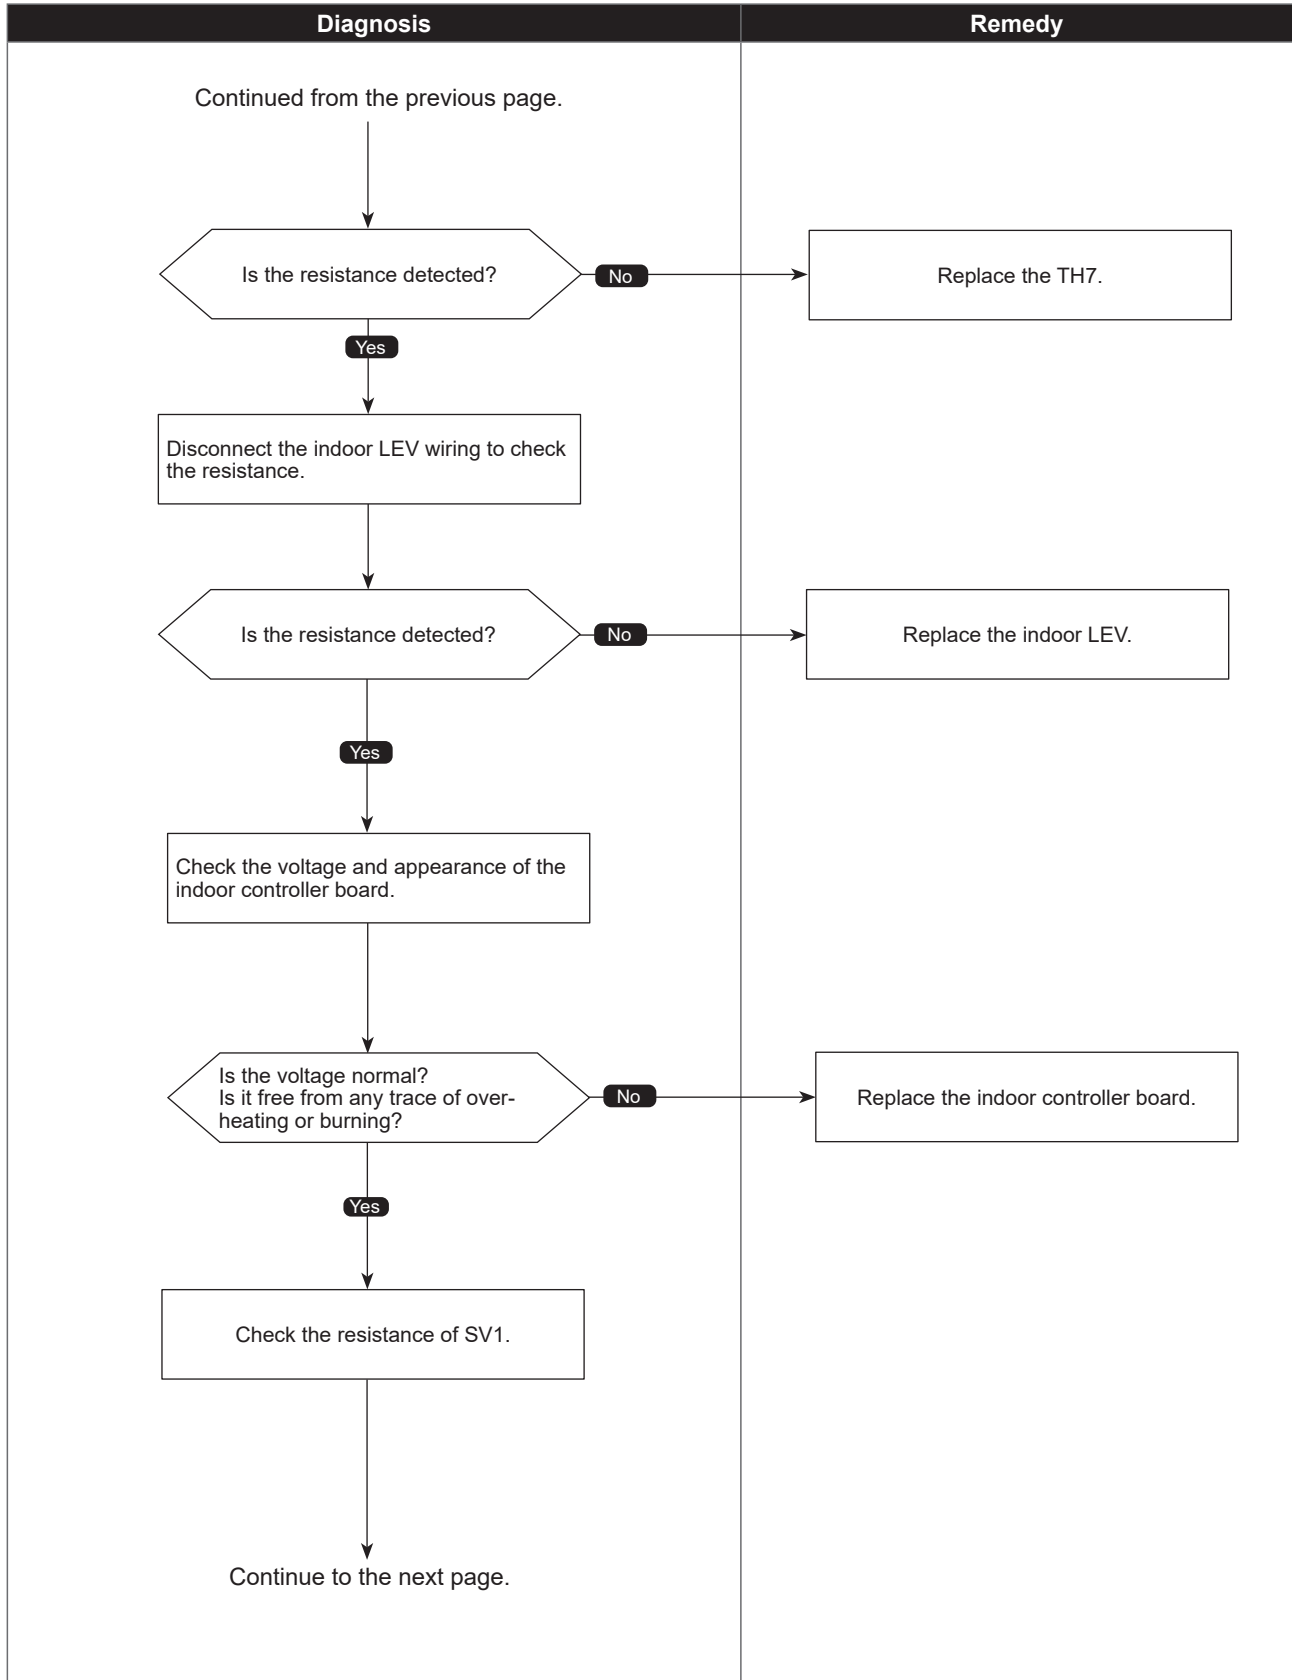 Diagnosis
Remedy
Continued from the previous page.
Is the resistance detected?
No
Replace the TH7.
Yes
Disconnect the indoor LEV wiring to check
the resistance.
Is the resistance detected?
No
Replace the indoor LEV.
Yes
Check the voltage and appearance of the
indoor controller board.
Is the voltage normal?
Is it free from any trace of over-
heating or burning?
No
Replace the indoor controller board.
Yes
Check the resistance of SV1.
Continue to the next page.